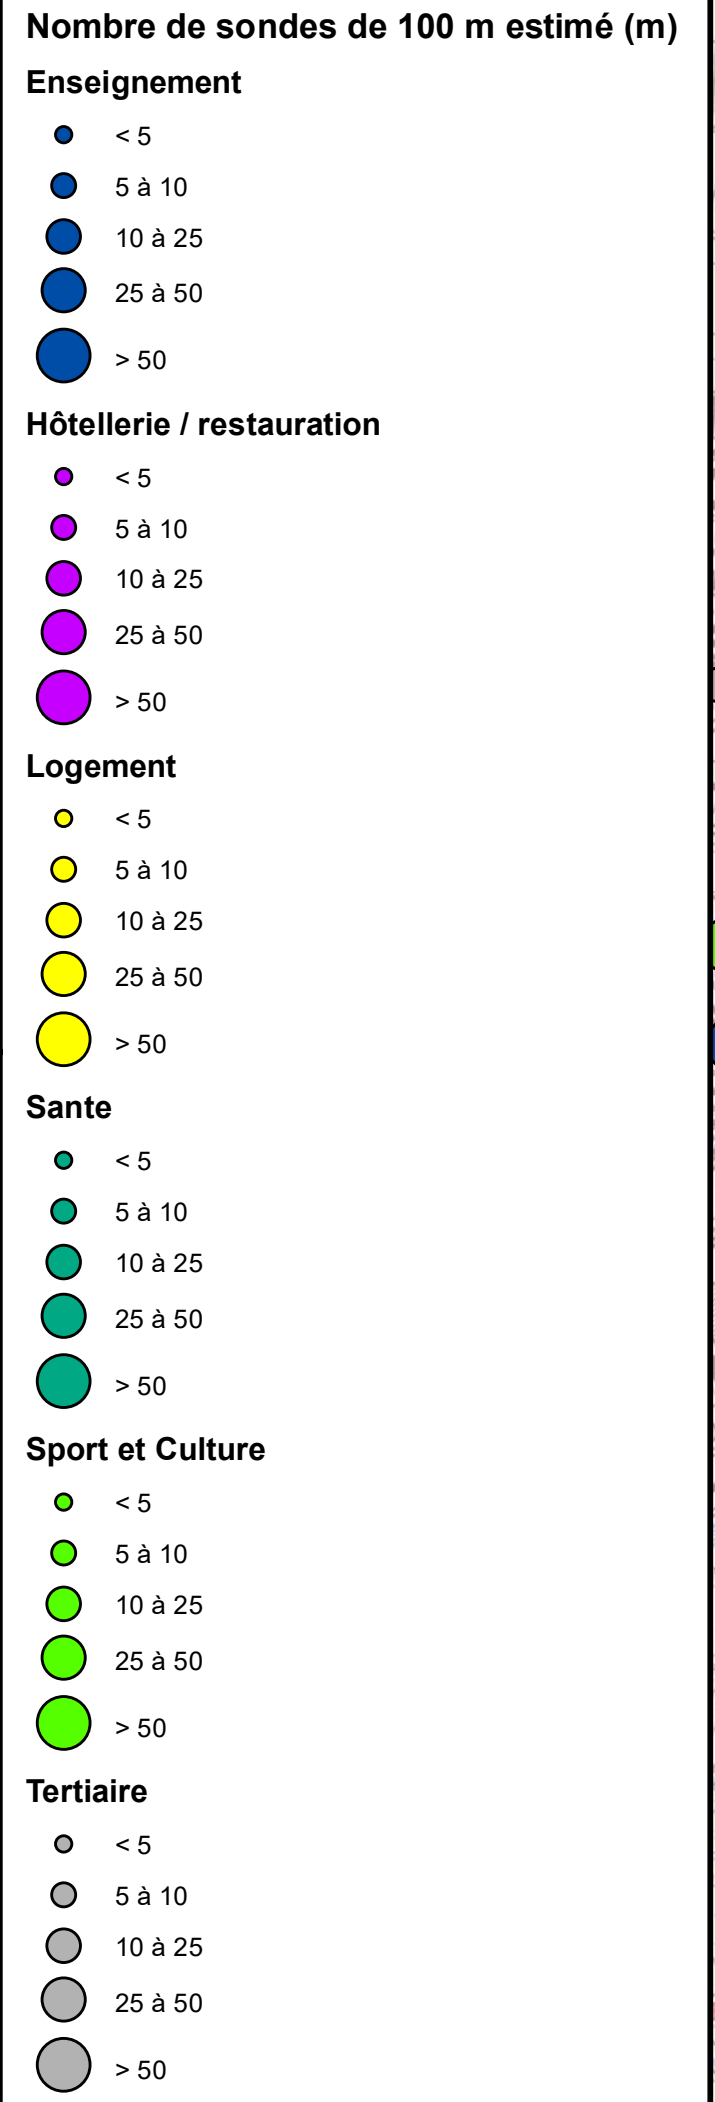 Nombre de sondes de 100 m estimé (m)
Enseignement
< 5
5 à 10
10 à 25
25 à 50
> 50
Hôtellerie / restauration
< 5
5 à 10
10 à 25
25 à 50
> 50
Logement
< 5
5 à 10
10 à 25
25 à 50
> 50
Sante
< 5
5 à 10
10 à 25
25 à 50
> 50
Sport et Culture
< 5
5 à 10
10 à 25
25 à 50
> 50
Tertiaire
< 5
5 à 10
10 à 25
25 à 50
> 50